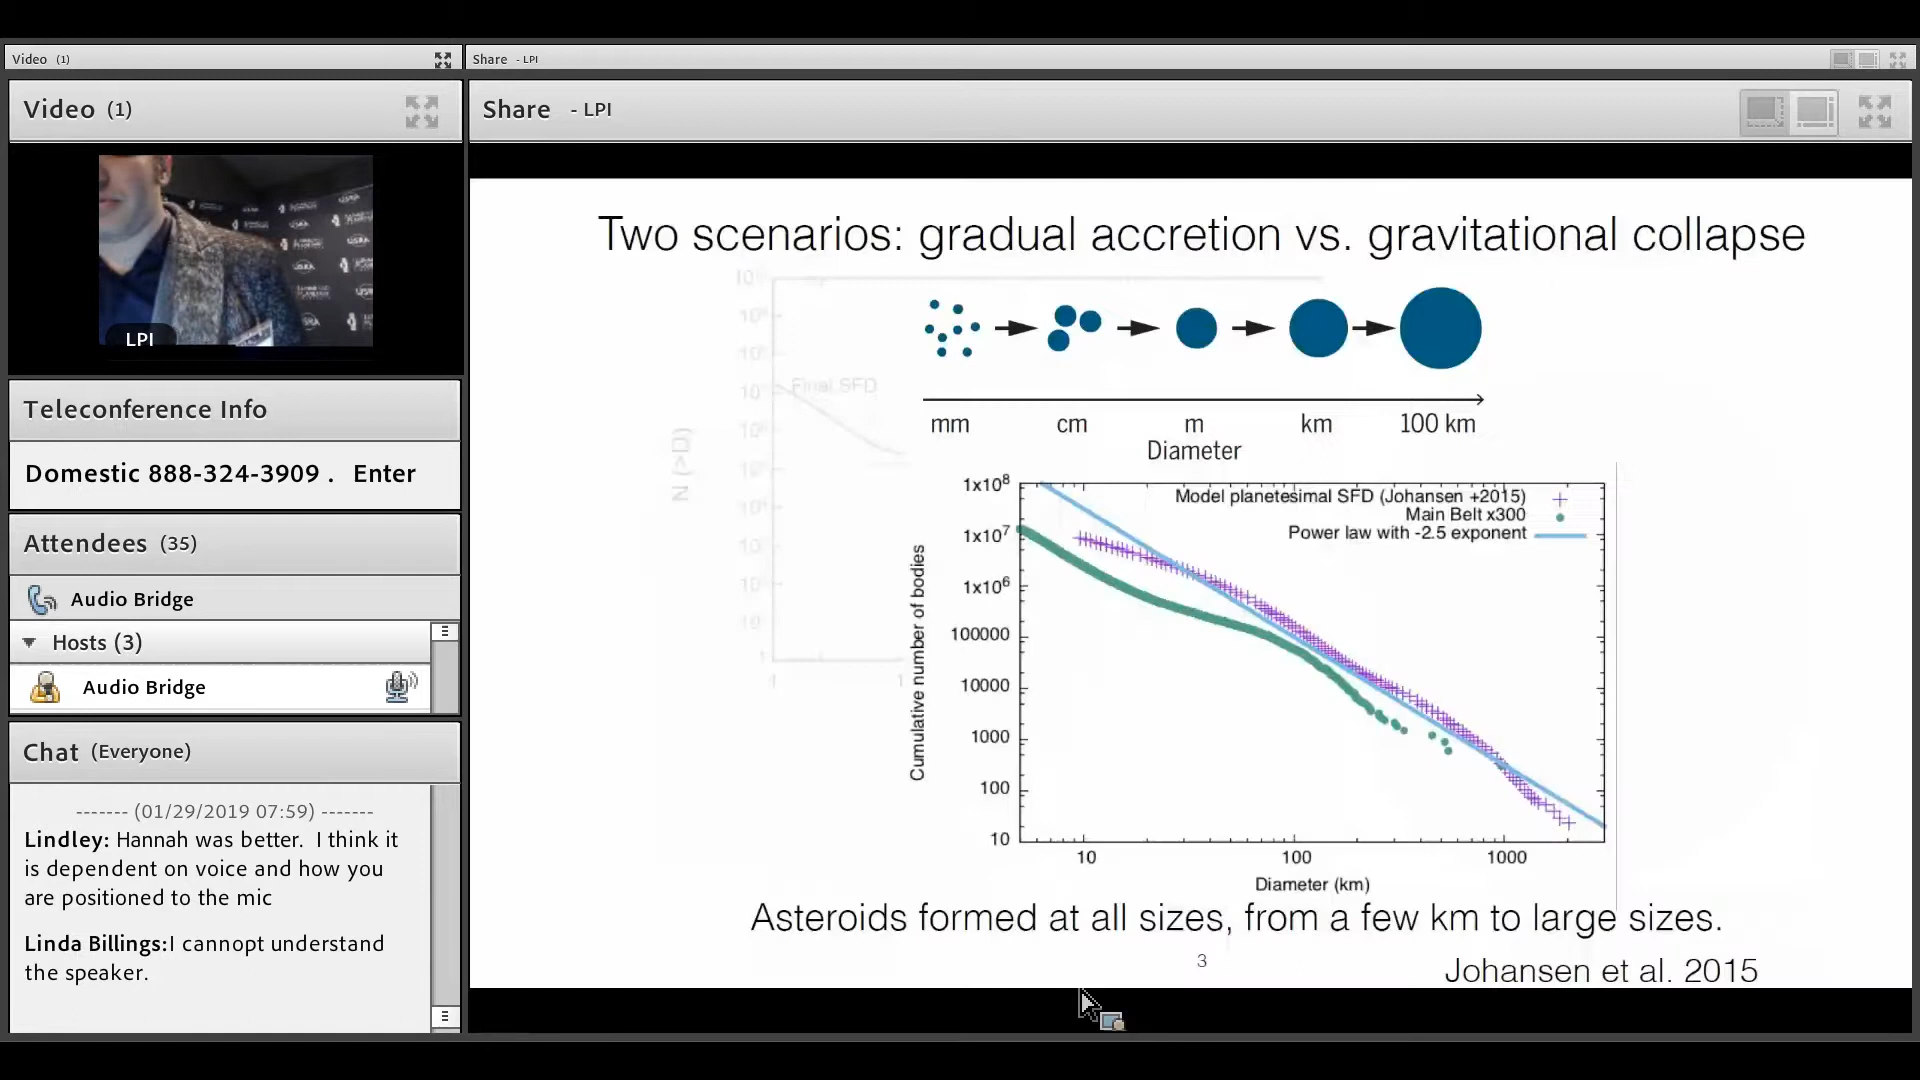 Video (1)
Share - LPI
Video (1)
Share - LPI
LPI
Teleconference Info
Domestic 888-324-3909 . Enter
Attendees (35)
Audio Bridge
Hosts (3)
Audio Bridge
Chat (Everyone)
------- (01/29/2019 07:59) -------
Lindley: Hannah was better. I think it
is dependent on voice and how you
are positioned to the mic
Linda Billings:I cannopt understand
the speaker.
Two scenarios: gradual accretion vs. gravitational collapse
Final SFD
N (>D)
mm cm m km 100 km
Diameter
Model planetesimal SFD (Johansen +2015)
Main Belt x300
Power law with -2.5 exponent
Cumulative number of bodies
1x10⁸
1x10⁷
1x10⁶
100000
10000
1000
100
10
10 100 1000
Diameter (km)
Asteroids formed at all sizes, from a few km to large sizes.
3
Johansen et al. 2015